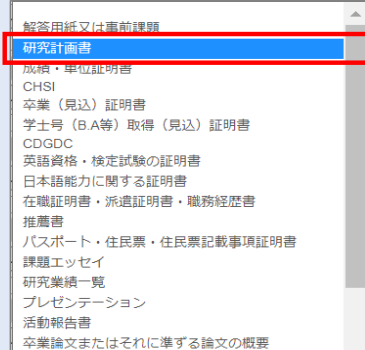 解答用紙又は事前課題
研究計画書
成績・単位証明書
CHSI
卒業（見込）証明書
学士号（B.A等）取得（見込）証明書
CDGDC
英語資格・検定試験の証明書
日本語能力に関する証明書
在職証明書・派遣証明書・職務経歴書
推薦書
パスポート・住民票・住民票記載事項証明書
課題エッセイ
研究業績一覧
プレゼンテーション
活動報告書
卒業論文またはそれに準ずる論文の概要